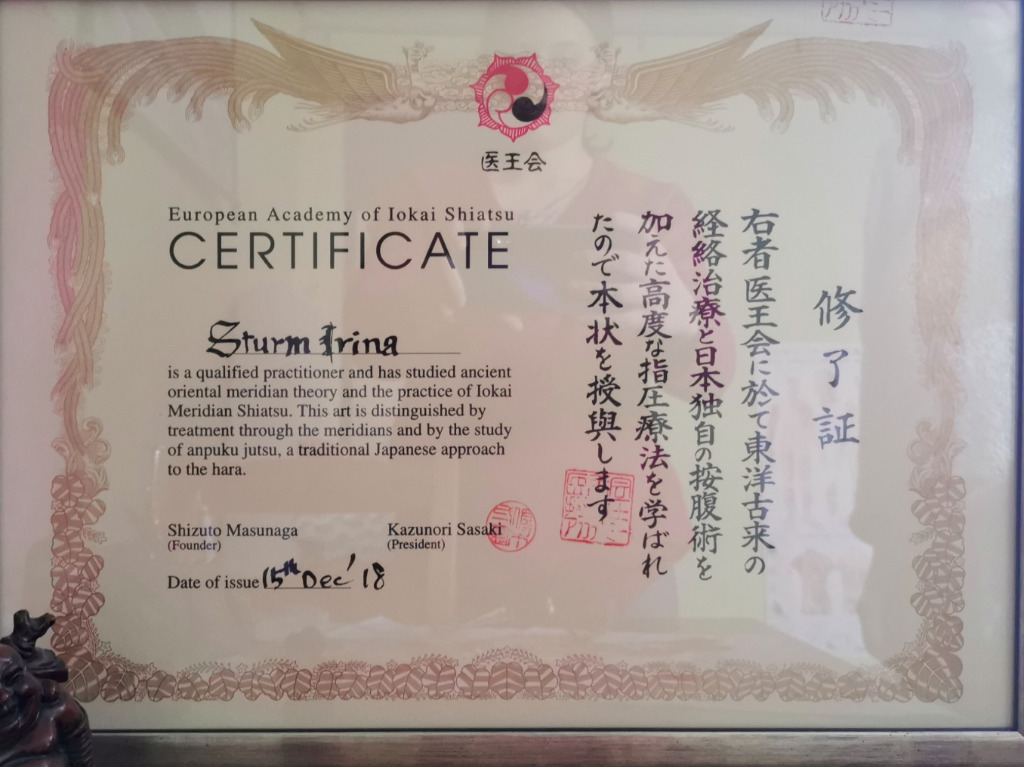 医王会
European Academy of Iokai Shiatsu
CERTIFICATE
Sturm Irina
is a qualified practitioner and has studied ancient
oriental meridian theory and the practice of Iokai
Meridian Shiatsu. This art is distinguished by
treatment through the meridians and by the study
of anpuku jutsu, a traditional Japanese approach
to the hara.
Shizuto Masunaga
(Founder)
Kazunori Sasaki
(President)
Date of issue 15th Dec' 18
修了証
右者医王会に於て東洋古来の
経絡治療と日本独自の按腹術を
加えた高度な指圧療法を学ばれ
たので本状を授與します